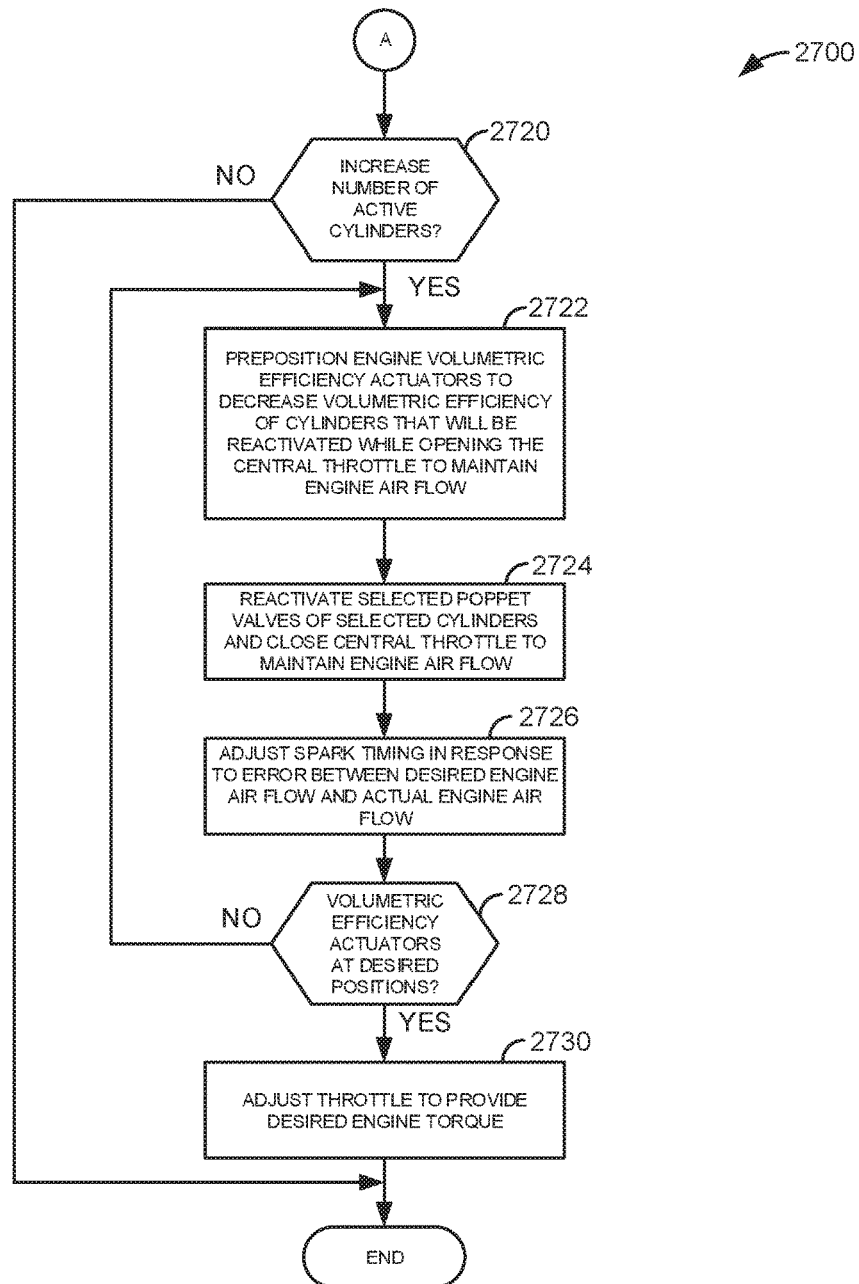 A
2700
2720
INCREASE
NUMBER OF
ACTIVE
CYLINDERS?
NO
YES
2722
PREPOSITION ENGINE VOLUMETRIC
EFFICIENCY ACTUATORS TO
DECREASE VOLUMETRIC EFFICIENCY
OF CYLINDERS THAT WILL BE
REACTIVATED WHILE OPENING THE
CENTRAL THROTTLE TO MAINTAIN
ENGINE AIR FLOW
2724
REACTIVATE SELECTED POPPET
VALVES OF SELECTED CYLINDERS
AND CLOSE CENTRAL THROTTLE TO
MAINTAIN ENGINE AIR FLOW
2726
ADJUST SPARK TIMING IN RESPONSE
TO ERROR BETWEEN DESIRED ENGINE
AIR FLOW AND ACTUAL ENGINE AIR
FLOW
2728
VOLUMETRIC
EFFICIENCY
ACTUATORS
AT DESIRED
POSITIONS?
NO
YES
2730
ADJUST THROTTLE TO PROVIDE
DESIRED ENGINE TORQUE
END